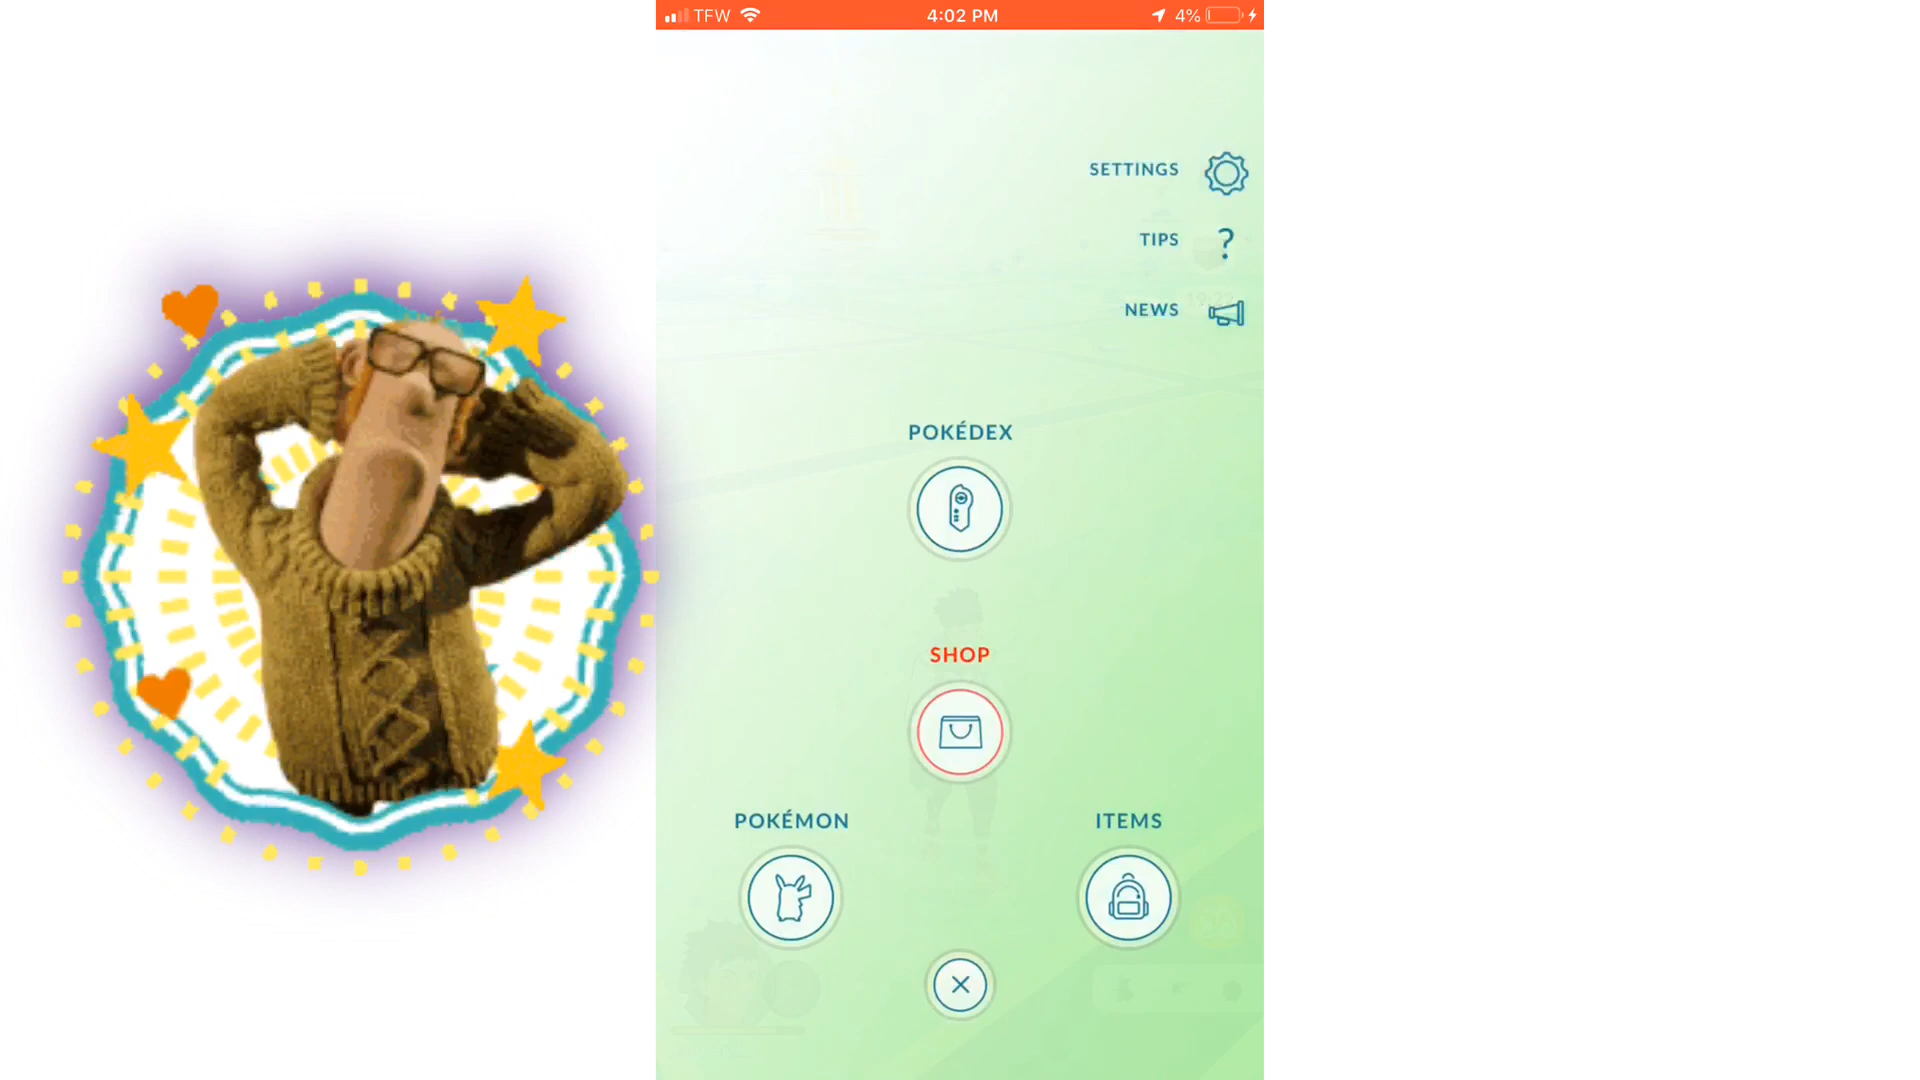 TFW 4:02 PM 4%
SETTINGS
TIPS
?
NEWS
POKÉDEX
SHOP
POKÉMON
ITEMS